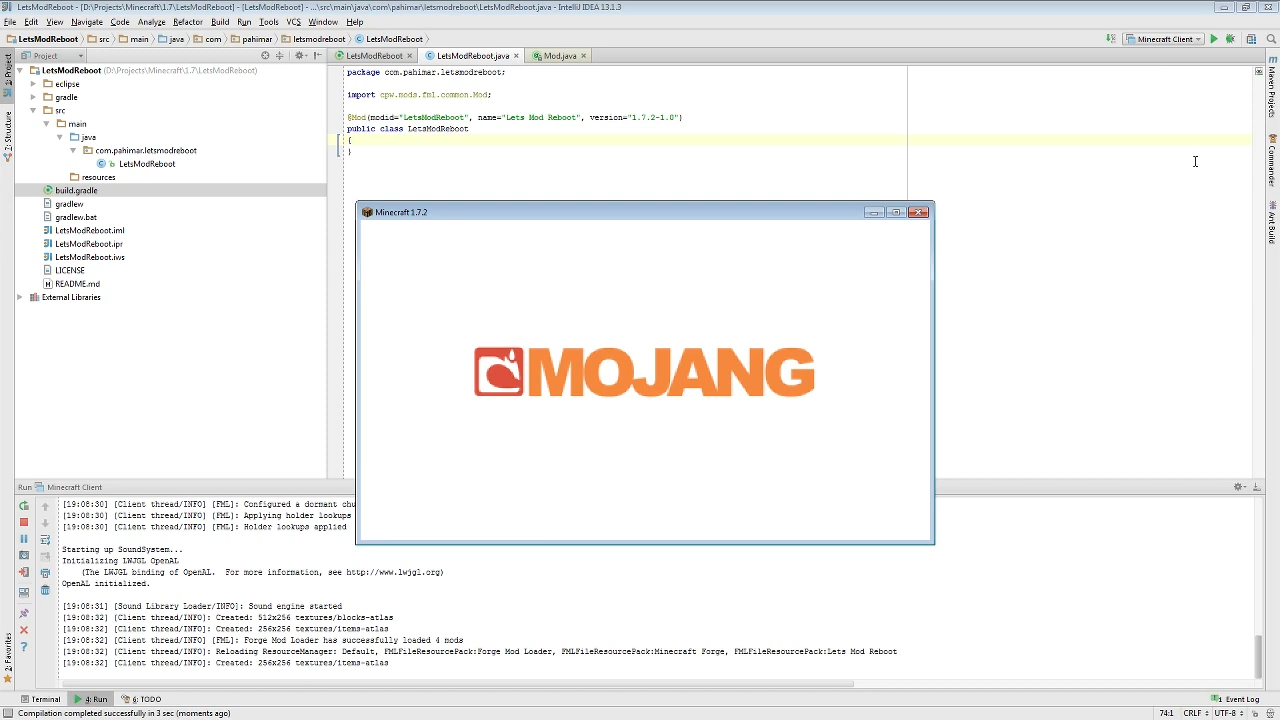 LetsModReboot - [D:\Projects\Minecraft\1.7\LetsModReboot] - [LetsModReboot] - ...\src\main\java\com\pahimar\letsmodreboot\LetsModReboot.java - IntelliJ IDEA 13.1.3
File Edit View Navigate Code Analyze Refactor Build Run Tools VCS Window Help
LetsModReboot src main java com pahimar letsmodreboot LetsModReboot Minecraft Client
Project LetsModReboot LetsModReboot.java Mod.java
LetsModReboot (D:\Projects\Minecraft\1.7\LetsModReboot)
eclipse
gradle
src
main
java
com.pahimar.letsmodreboot
LetsModReboot
resources
build.gradle
gradlew
gradlew.bat
LetsModReboot.iml
LetsModReboot.ipr
LetsModReboot.iws
LICENSE
README.md
External Libraries
package com.pahimar.letsmodreboot;
import cpw.mods.fml.common.Mod;
@Mod(modid="LetsModReboot", name="Lets Mod Reboot", version="1.7.2-1.0")
public class LetsModReboot
{
}
Minecraft 1.7.2
MOJANG
Run Minecraft Client
[19:08:30] [Client thread/INFO] [FML]: Configured a dormant chu
[19:08:30] [Client thread/INFO] [FML]: Applying holder lookups
[19:08:30] [Client thread/INFO] [FML]: Holder lookups applied
Starting up SoundSystem...
Initializing LWJGL OpenAL
(The LWJGL binding of OpenAL.  For more information, see http://www.lwjgl.org)
OpenAL initialized.
[19:08:31] [Sound Library Loader/INFO]: Sound engine started
[19:08:32] [Client thread/INFO]: Created: 512x256 textures/blocks-atlas
[19:08:32] [Client thread/INFO]: Created: 256x256 textures/items-atlas
[19:08:32] [Client thread/INFO] [FML]: Forge Mod Loader has successfully loaded 4 mods
[19:08:32] [Client thread/INFO]: Reloading ResourceManager: Default, FMLFileResourcePack:Forge Mod Loader, FMLFileResourcePack:Minecraft Forge, FMLFileResourcePack:Lets Mod Reboot
[19:08:32] [Client thread/INFO]: Created: 256x256 textures/items-atlas
Terminal 4: Run 6: TODO Event Log
Compilation completed successfully in 3 sec (moments ago) 74:1 CRLF UTF-8
1: Project
7: Structure
2: Favorites
Maven Projects
Commander
Ant Build